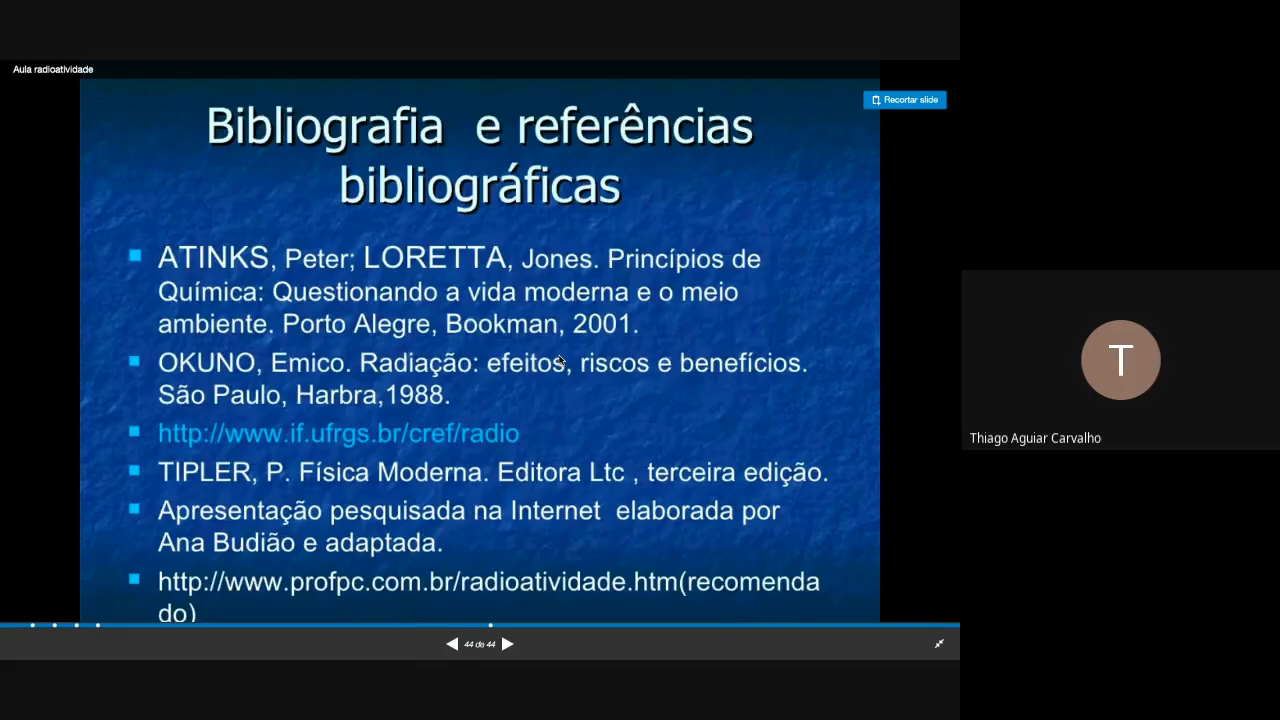 Aula radioatividade
Recortar slide
Bibliografia e referências
bibliográficas
ATINKS, Peter; LORETTA, Jones. Princípios de
Química: Questionando a vida moderna e o meio
ambiente. Porto Alegre, Bookman, 2001.
OKUNO, Emico. Radiação: efeitos, riscos e benefícios.
São Paulo, Harbra,1988.
http://www.if.ufrgs.br/cref/radio
TIPLER, P. Física Moderna. Editora Ltc , terceira edição.
Apresentação pesquisada na Internet elaborada por
Ana Budião e adaptada.
http://www.profpc.com.br/radioatividade.htm(recomenda
do)
44 de 44
T
Thiago Aguiar Carvalho